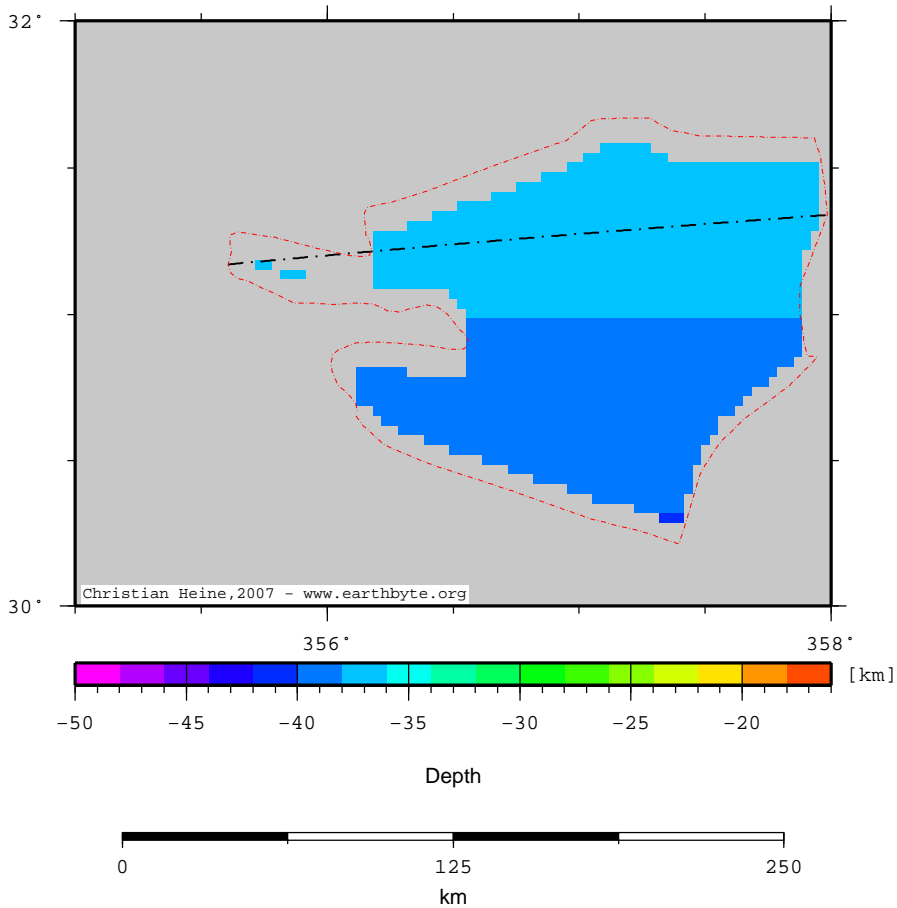 32°
30°
Christian Heine,2007 - www.earthbyte.org
356° 358°
[km]
-50 -45 -40 -35 -30 -25 -20
Depth
0 125 250
km